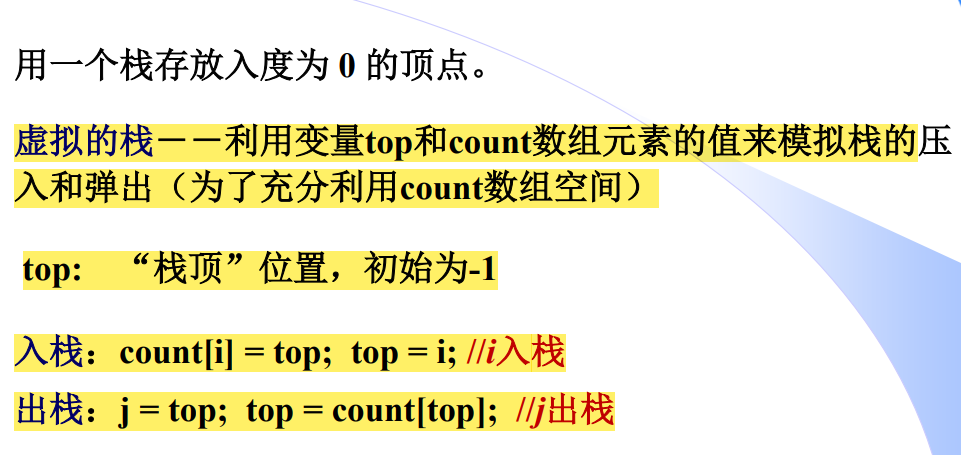 用一个栈存放入度为 0 的顶点。
虚拟的栈－－利用变量top和count数组元素的值来模拟栈的压
入和弹出（为了充分利用count数组空间）
top: “栈顶”位置，初始为-1
入栈：count[i] = top; top = i; //i入栈
出栈：j = top; top = count[top]; //j出栈